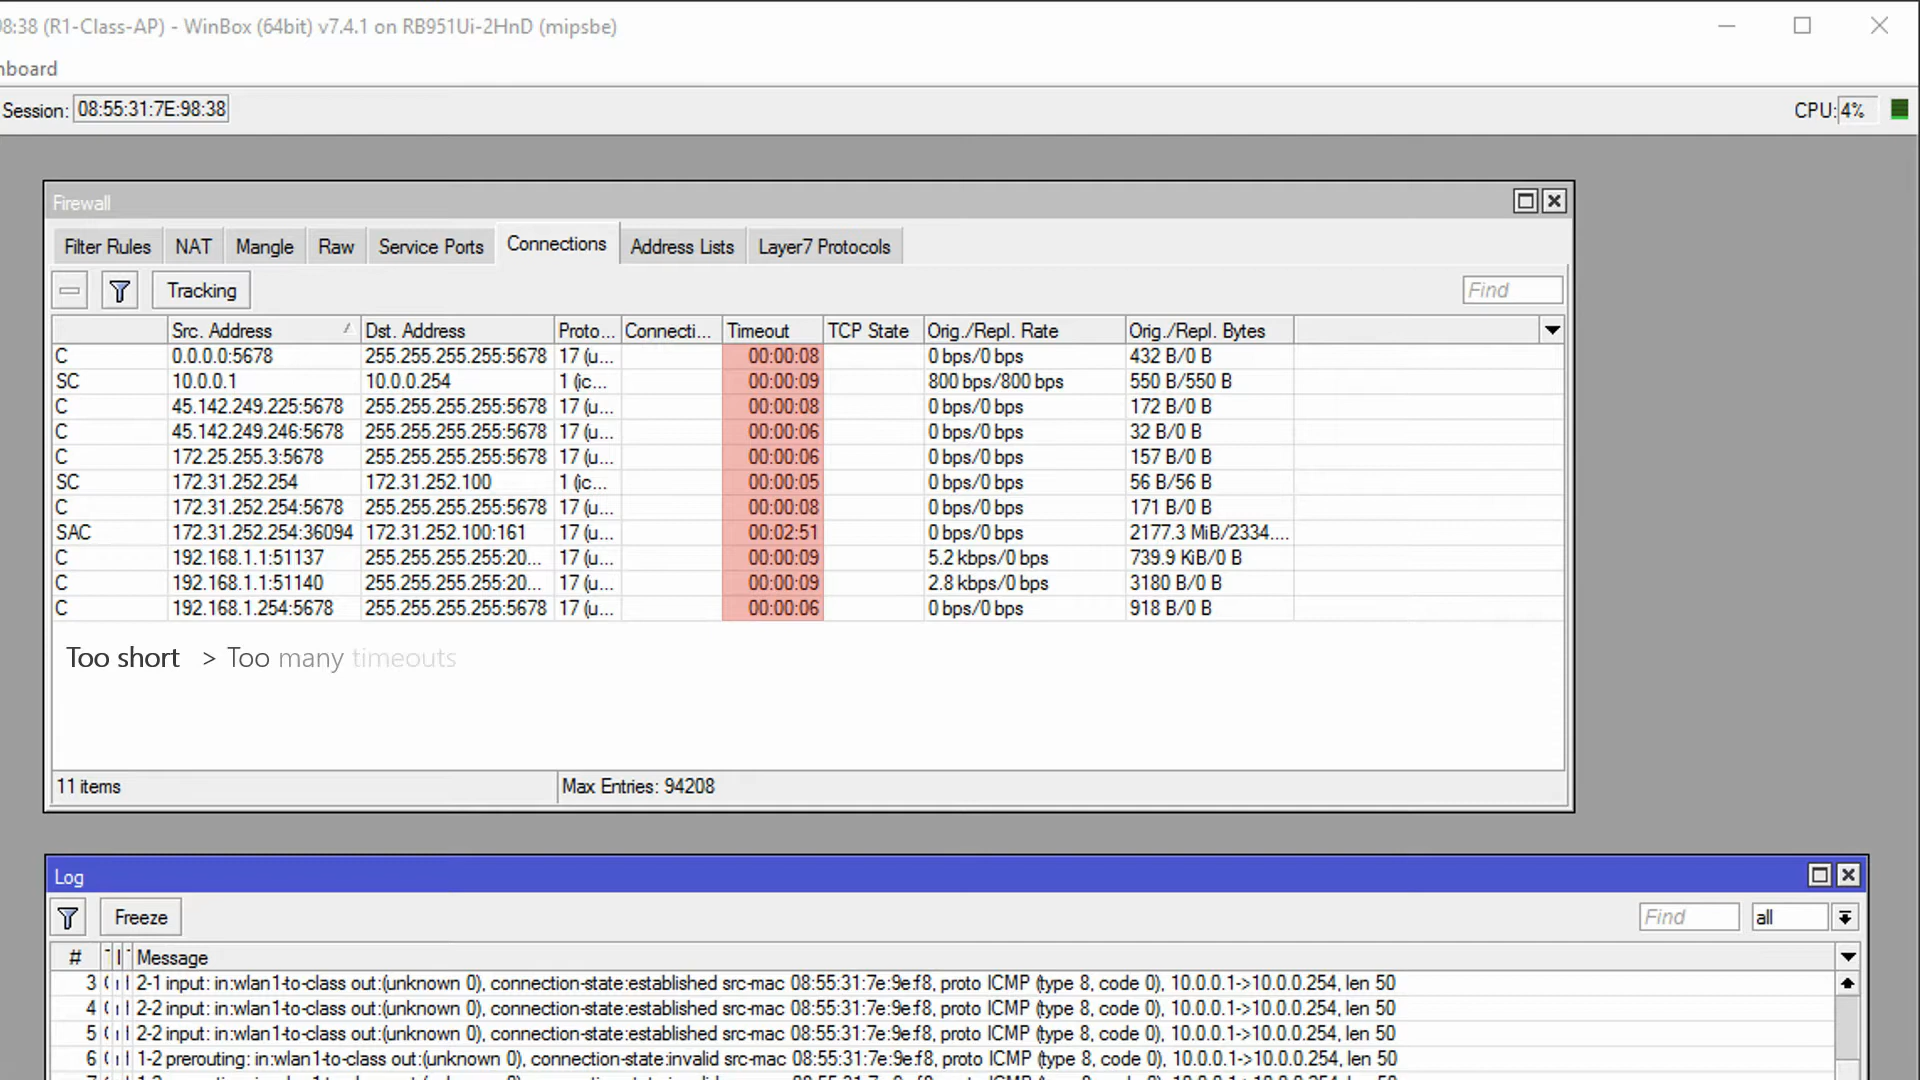 08:38 (R1-Class-AP) - WinBox (64bit) v7.4.1 on RB951Ui-2HnD (mipsbe)
hboard
Session: 08:55:31:7E:98:38 CPU: 4%
Firewall
Filter Rules NAT Mangle Raw Service Ports Connections Address Lists Layer7 Protocols
Tracking Find
Src. Address Dst. Address Proto... Connecti... Timeout TCP State Orig./Repl. Rate Orig./Repl. Bytes
C 0.0.0.0:5678 255.255.255.255:5678 17 (u... 00:00:08 0 bps/0 bps 432 B/0 B
SC 10.0.0.1 10.0.0.254 1 (ic... 00:00:09 800 bps/800 bps 550 B/550 B
C 45.142.249.225:5678 255.255.255.255:5678 17 (u... 00:00:08 0 bps/0 bps 172 B/0 B
C 45.142.249.246:5678 255.255.255.255:5678 17 (u... 00:00:06 0 bps/0 bps 32 B/0 B
C 172.25.255.3:5678 255.255.255.255:5678 17 (u... 00:00:06 0 bps/0 bps 157 B/0 B
SC 172.31.252.254 172.31.252.100 1 (ic... 00:00:05 0 bps/0 bps 56 B/56 B
C 172.31.252.254:5678 255.255.255.255:5678 17 (u... 00:00:08 0 bps/0 bps 171 B/0 B
SAC 172.31.252.254:36094 172.31.252.100:161 17 (u... 00:02:51 0 bps/0 bps 2177.3 MiB/2334....
C 192.168.1.1:51137 255.255.255.255:20... 17 (u... 00:00:09 5.2 kbps/0 bps 739.9 KiB/0 B
C 192.168.1.1:51140 255.255.255.255:20... 17 (u... 00:00:09 2.8 kbps/0 bps 3180 B/0 B
C 192.168.1.254:5678 255.255.255.255:5678 17 (u... 00:00:06 0 bps/0 bps 918 B/0 B
Too short > Too many timeouts
11 items Max Entries: 94208
Log
Freeze Find all
# Message
3 2-1 input: in:wlan1-to-class out:(unknown 0), connection-state:established src-mac 08:55:31:7e:9e:f8, proto ICMP (type 8, code 0), 10.0.0.1->10.0.0.254, len 50
4 2-2 input: in:wlan1-to-class out:(unknown 0), connection-state:established src-mac 08:55:31:7e:9e:f8, proto ICMP (type 8, code 0), 10.0.0.1->10.0.0.254, len 50
5 2-2 input: in:wlan1-to-class out:(unknown 0), connection-state:established src-mac 08:55:31:7e:9e:f8, proto ICMP (type 8, code 0), 10.0.0.1->10.0.0.254, len 50
6 1-2 prerouting: in:wlan1-to-class out:(unknown 0), connection-state:invalid src-mac 08:55:31:7e:9e:f8, proto ICMP (type 8, code 0), 10.0.0.1->10.0.0.254, len 50